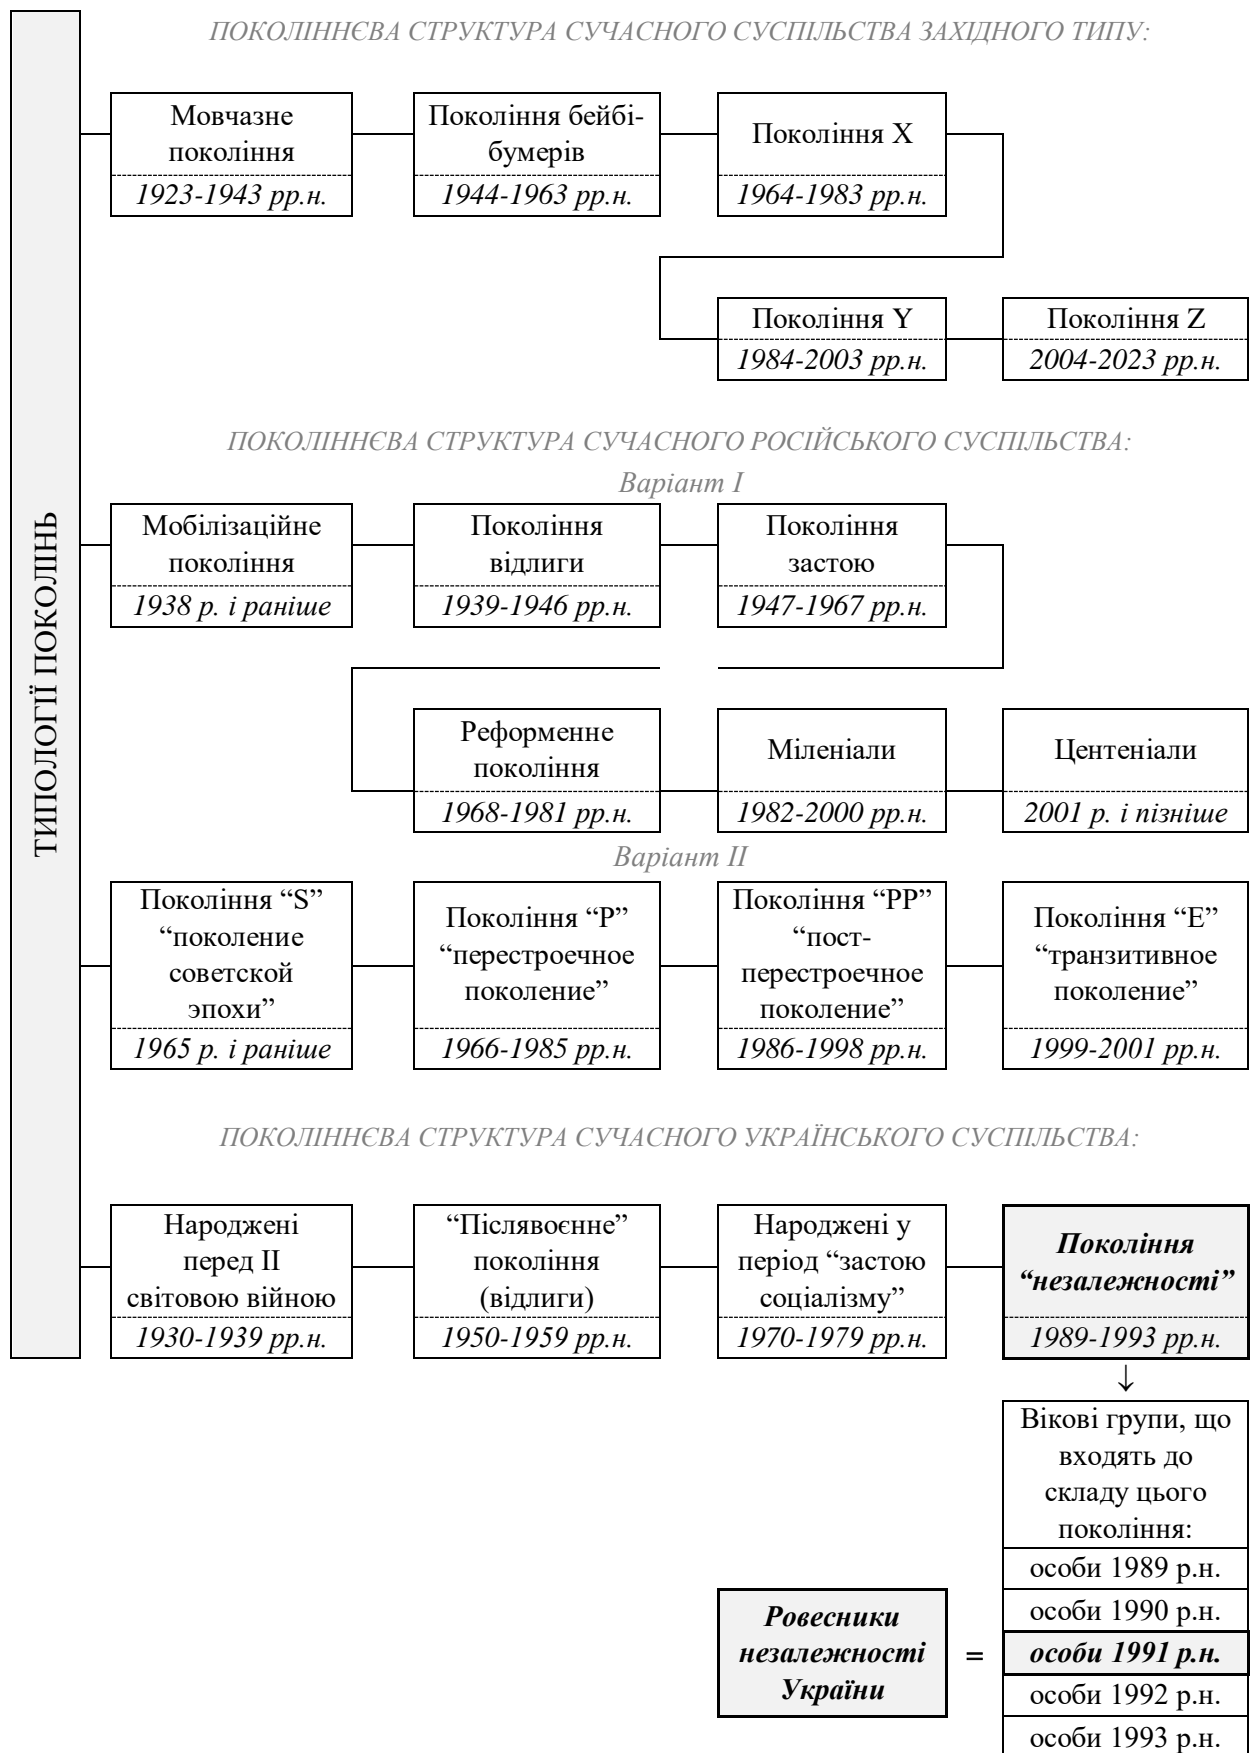 ТИПОЛОГІЇ ПОКОЛІНЬ
ПОКОЛІННЄВА СТРУКТУРА СУЧАСНОГО СУСПІЛЬСТВА ЗАХІДНОГО ТИПУ:
Мовчазне
покоління
1923-1943 рр.н.
Покоління бейбі-
бумерів
1944-1963 рр.н.
Покоління X
1964-1983 рр.н.
Покоління Y
1984-2003 рр.н.
Покоління Z
2004-2023 рр.н.
ПОКОЛІННЄВА СТРУКТУРА СУЧАСНОГО РОСІЙСЬКОГО СУСПІЛЬСТВА:
Варіант I
Мобілізаційне
покоління
1938 р. і раніше
Покоління
відлиги
1939-1946 рр.н.
Покоління
застою
1947-1967 рр.н.
Реформенне
покоління
1968-1981 рр.н.
Міленіали
1982-2000 рр.н.
Центеніали
2001 р. і пізніше
Варіант II
Покоління “S”
“поколение
советской
эпохи”
1965 р. і раніше
Покоління “P”
“перестроечное
поколение”
1966-1985 рр.н.
Покоління “PP”
“пост-
перестроечное
поколение”
1986-1998 рр.н.
Покоління “E”
“транзитивное
поколение”
1999-2001 рр.н.
ПОКОЛІННЄВА СТРУКТУРА СУЧАСНОГО УКРАЇНСЬКОГО СУСПІЛЬСТВА:
Народжені
перед II
світовою війною
1930-1939 рр.н.
“Післявоєнне”
покоління
(відлиги)
1950-1959 рр.н.
Народжені у
період “застою
соціалізму”
1970-1979 рр.н.
Покоління
“незалежності”
1989-1993 рр.н.
↓
Вікові групи, що
входять до
складу цього
покоління:
особи 1989 р.н.
особи 1990 р.н.
Ровесники
незалежності
України
=
особи 1991 р.н.
особи 1992 р.н.
особи 1993 р.н.